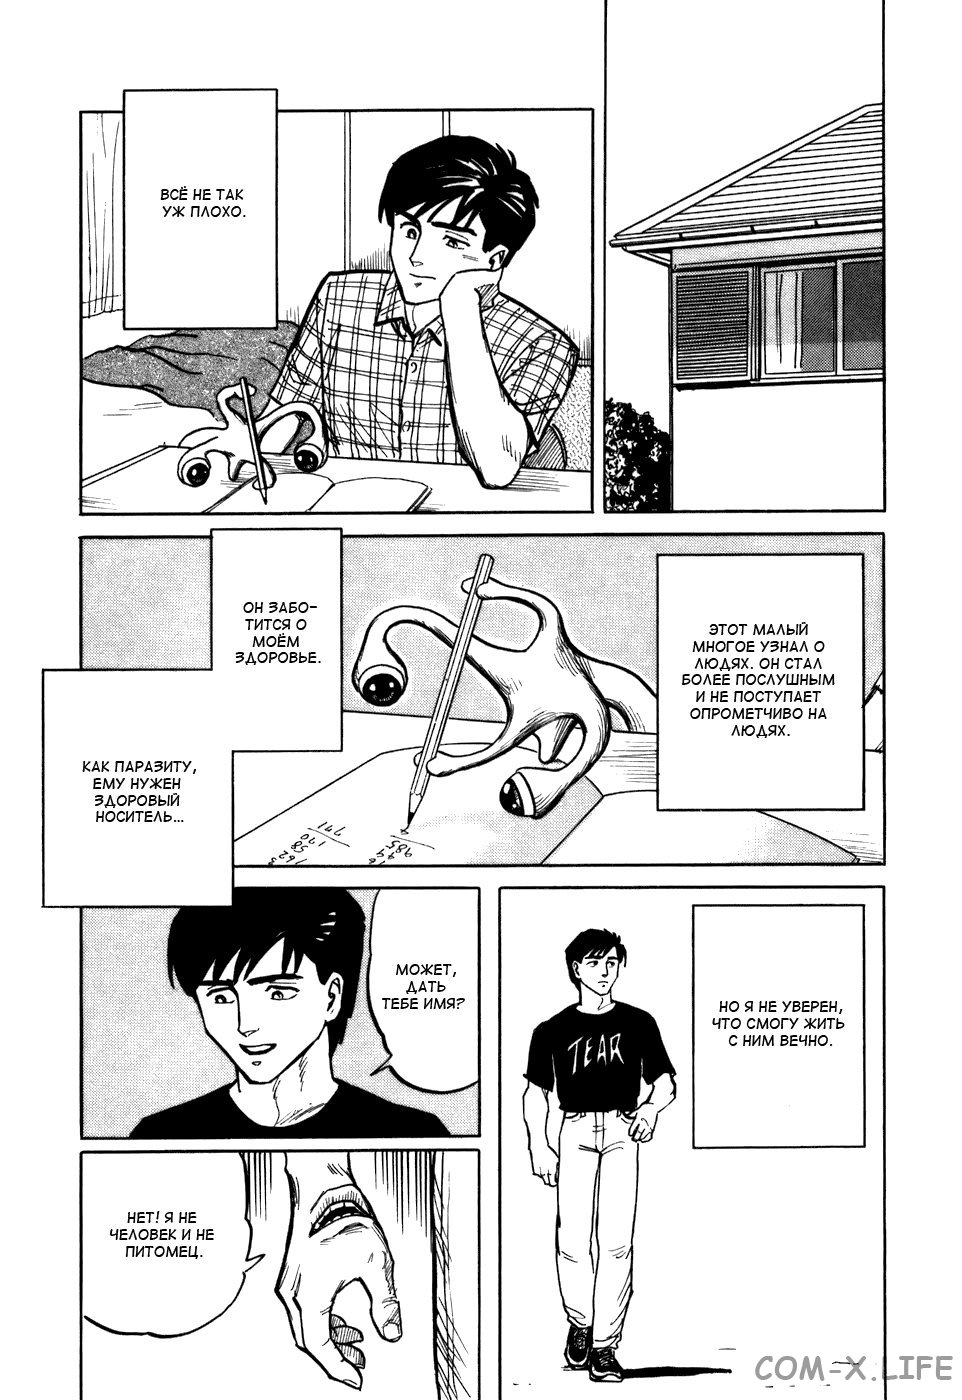 ВСЁ НЕ ТАК
УЖ ПЛОХО.
ЭТОТ МАЛЫЙ
МНОГОЕ УЗНАЛ О
ЛЮДЯХ. ОН СТАЛ
БОЛЕЕ ПОСЛУШНЫМ
И НЕ ПОСТУПАЕТ
ОПРОМЕТЧИВО НА
ЛЮДЯХ.
ОН ЗАБО-
ТИТСЯ О
МОЁМ
ЗДОРОВЬЕ.
КАК ПАРАЗИТУ,
ЕМУ НУЖЕН
ЗДОРОВЫЙ
НОСИТЕЛЬ...
НО Я НЕ УВЕРЕН,
ЧТО СМОГУ ЖИТЬ
С НИМ ВЕЧНО.
TEAR
МОЖЕТ,
ДАТЬ
ТЕБЕ ИМЯ?
НЕТ! Я НЕ
ЧЕЛОВЕК И НЕ
ПИТОМЕЦ.
COM-X.LIFE